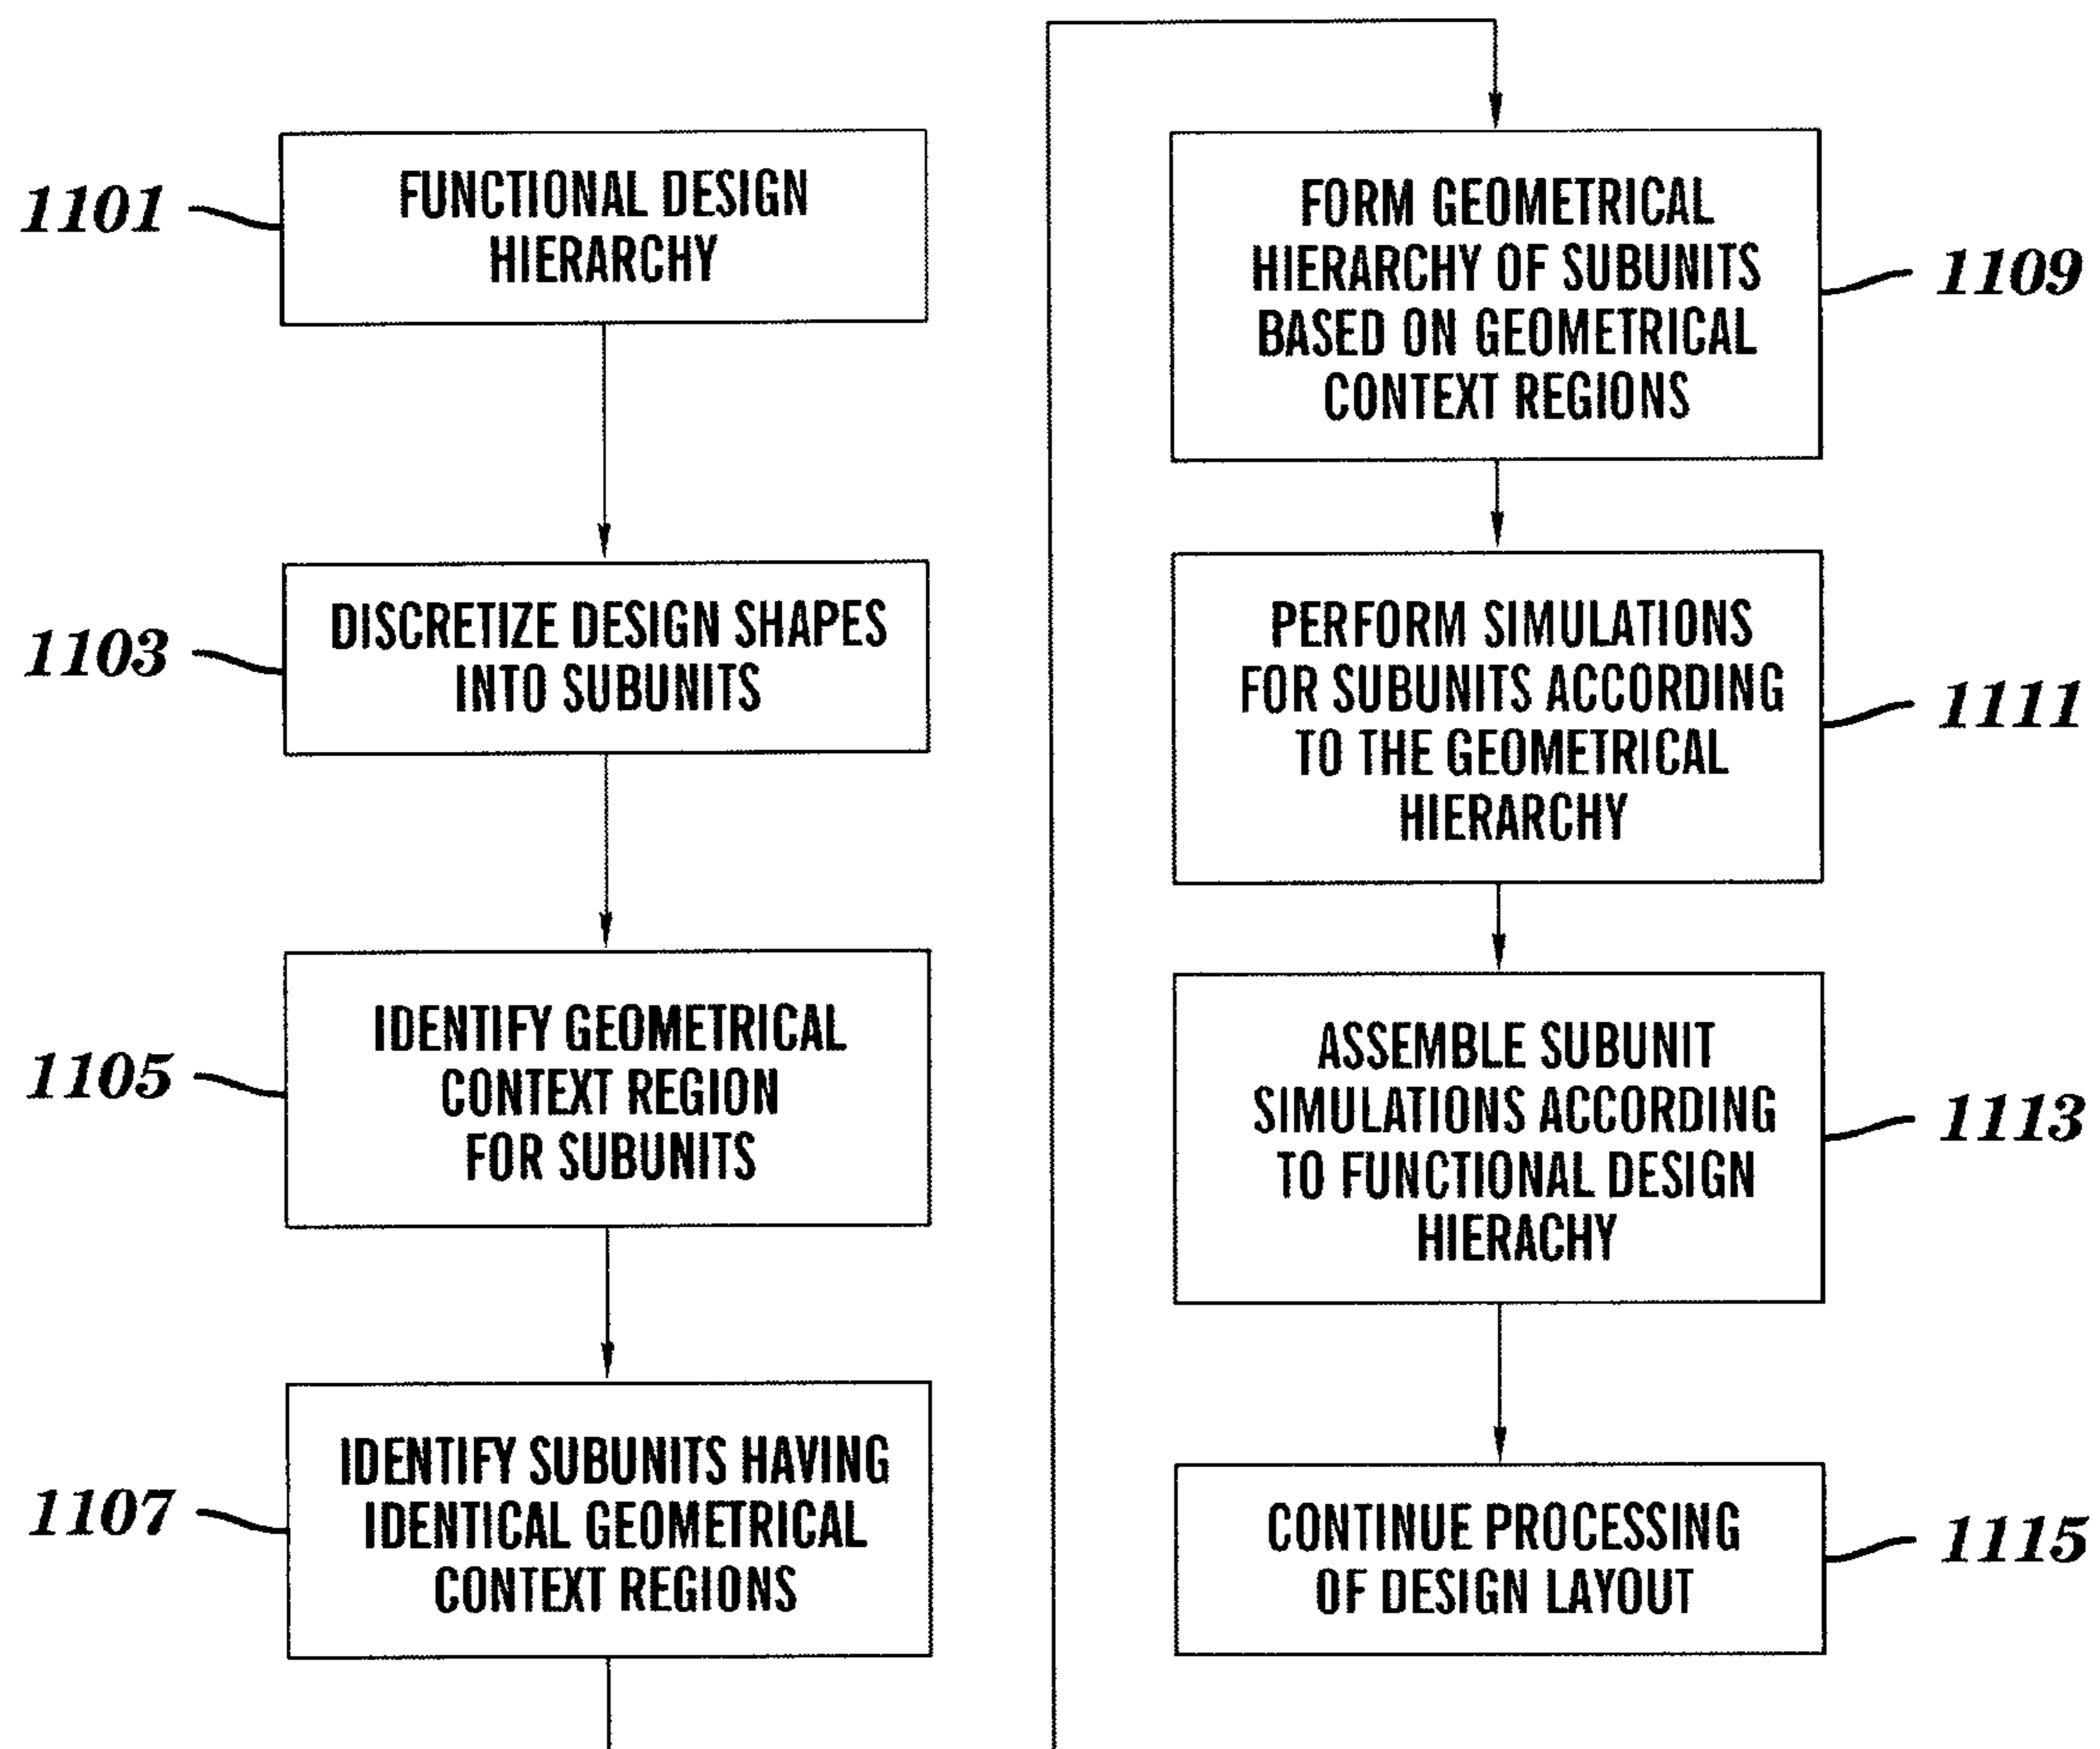 1101
FUNCTIONAL DESIGN
HIERARCHY
1103
DISCRETIZE DESIGN SHAPES
INTO SUBUNITS
1105
IDENTIFY GEOMETRICAL
CONTEXT REGION
FOR SUBUNITS
1107
IDENTIFY SUBUNITS HAVING
IDENTICAL GEOMETRICAL
CONTEXT REGIONS
FORM GEOMETRICAL
HIERARCHY OF SUBUNITS
BASED ON GEOMETRICAL
CONTEXT REGIONS
1109
PERFORM SIMULATIONS
FOR SUBUNITS ACCORDING
TO THE GEOMETRICAL
HIERARCHY
1111
ASSEMBLE SUBUNIT
SIMULATIONS ACCORDING
TO FUNCTIONAL DESIGN
HIERACHY
1113
CONTINUE PROCESSING
OF DESIGN LAYOUT
1115